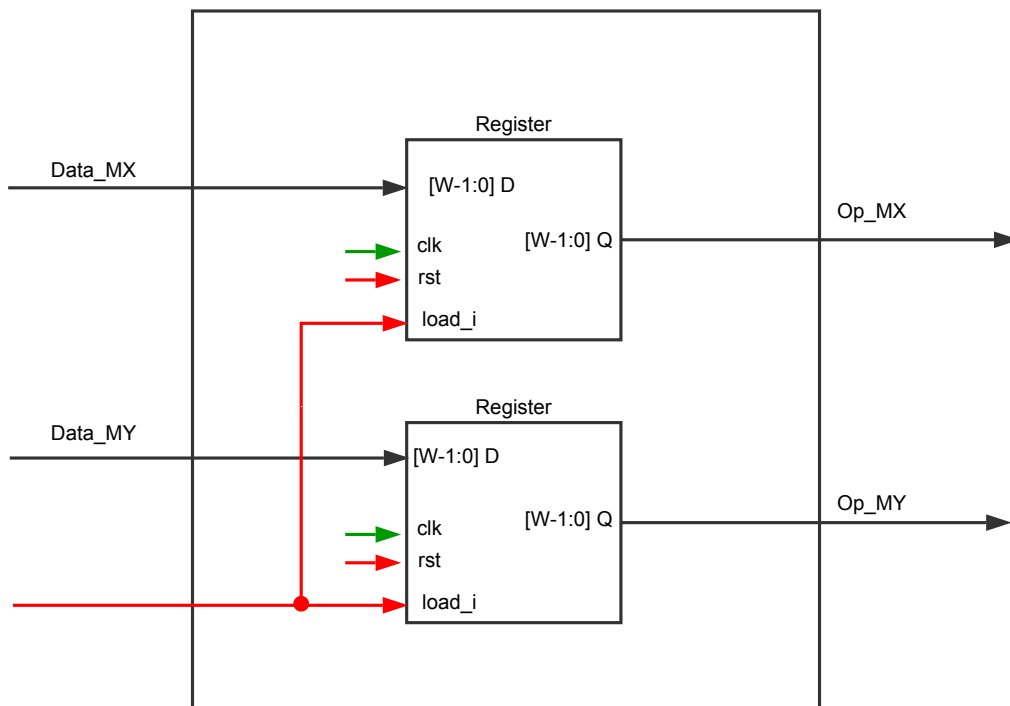 Register
Data_MX
[W-1:0] D
Op_MX
clk
[W-1:0] Q
rst
load_i
Register
Data_MY
[W-1:0] D
Op_MY
clk
[W-1:0] Q
rst
load_i